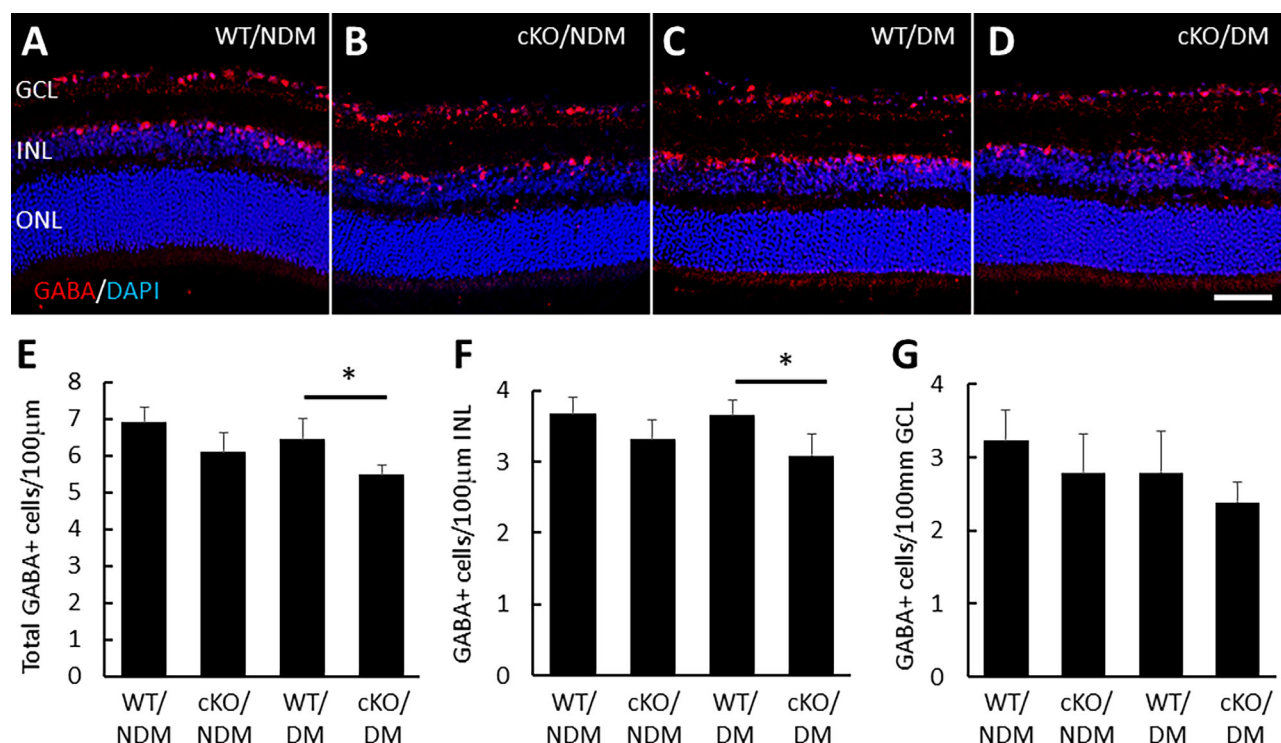 A WT/NDM
B cKO/NDM
C WT/DM
D cKO/DM
GCL
INL
ONL
GABA/DAPI
E
*
8
7
6
5
4
3
2
1
0
Total GABA+ cells/100µm
WT/ cKO/ WT/ cKO/
NDM NDM DM DM
F
*
4
3
2
1
0
GABA+ cells/100µm INL
WT/ cKO/ WT/ cKO/
NDM NDM DM DM
G
4
3
2
1
0
GABA+ cells/100mm GCL
WT/ cKO/ WT/ cKO/
NDM NDM DM DM